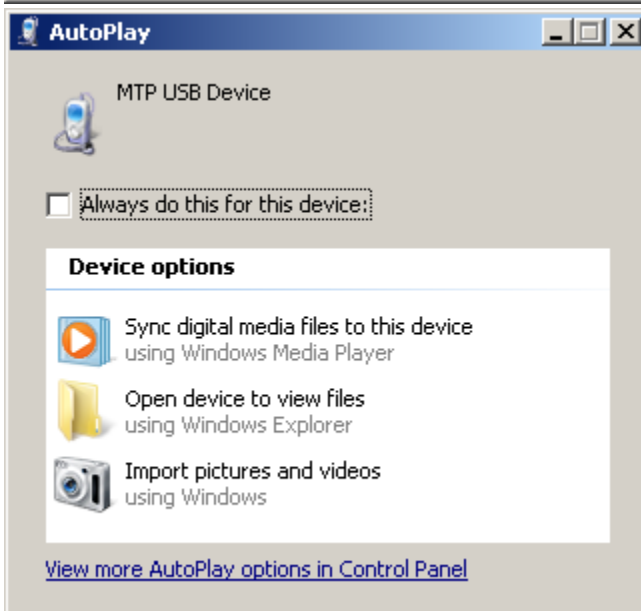 AutoPlay
MTP USB Device
Always do this for this device:
Device options
Sync digital media files to this device
using Windows Media Player
Open device to view files
using Windows Explorer
Import pictures and videos
using Windows
View more AutoPlay options in Control Panel